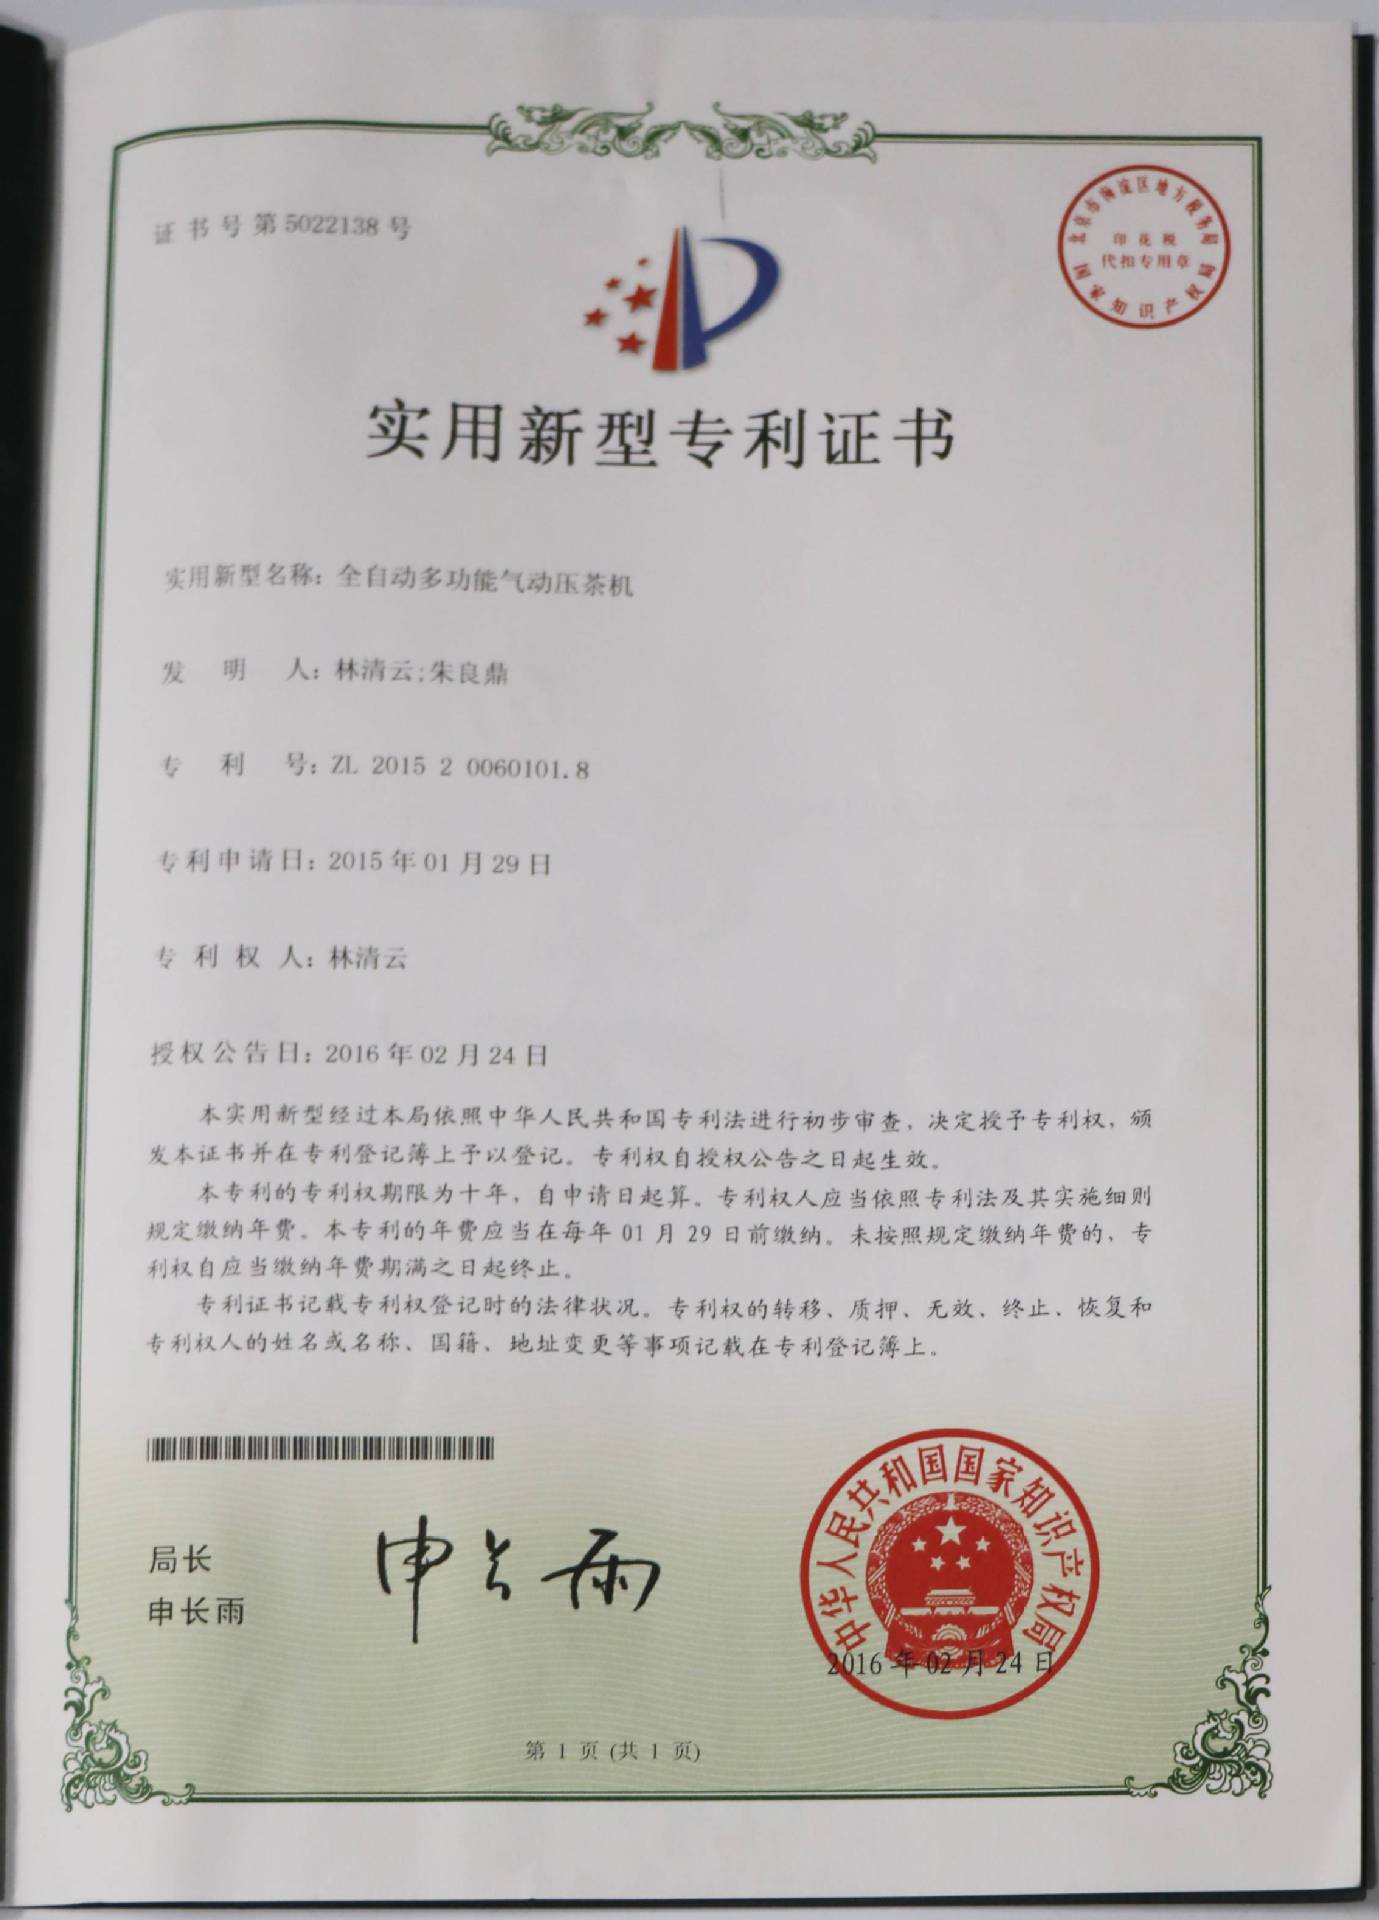 证书号第5022138号
北京市海淀区地方税务局
印花税
代扣专用章
国家知识产权局
实用新型专利证书
实用新型名称：全自动多功能气动压茶机
发明人：林清云;朱良鼎
专利号：ZL 2015 2 0060101.8
专利申请日：2015年01月29日
专利权人：林清云
授权公告日：2016年02月24日
本实用新型经过本局依照中华人民共和国专利法进行初步审查，决定授予专利权，颁
发本证书并在专利登记簿上予以登记。专利权自授权公告之日起生效。
本专利的专利权期限为十年，自申请日起算。专利权人应当依照专利法及其实施细则
规定缴纳年费。本专利的年费应当在每年01月29日前缴纳。未按照规定缴纳年费的，专
利权自应当缴纳年费期满之日起终止。
专利证书记载专利权登记时的法律状况。专利权的转移、质押、无效、终止、恢复和
专利权人的姓名或名称、国籍、地址变更等事项记载在专利登记簿上。
局长
申长雨
申长雨
中华人民共和国国家知识产权局
2016年02月24日
第 1 页 (共 1 页)